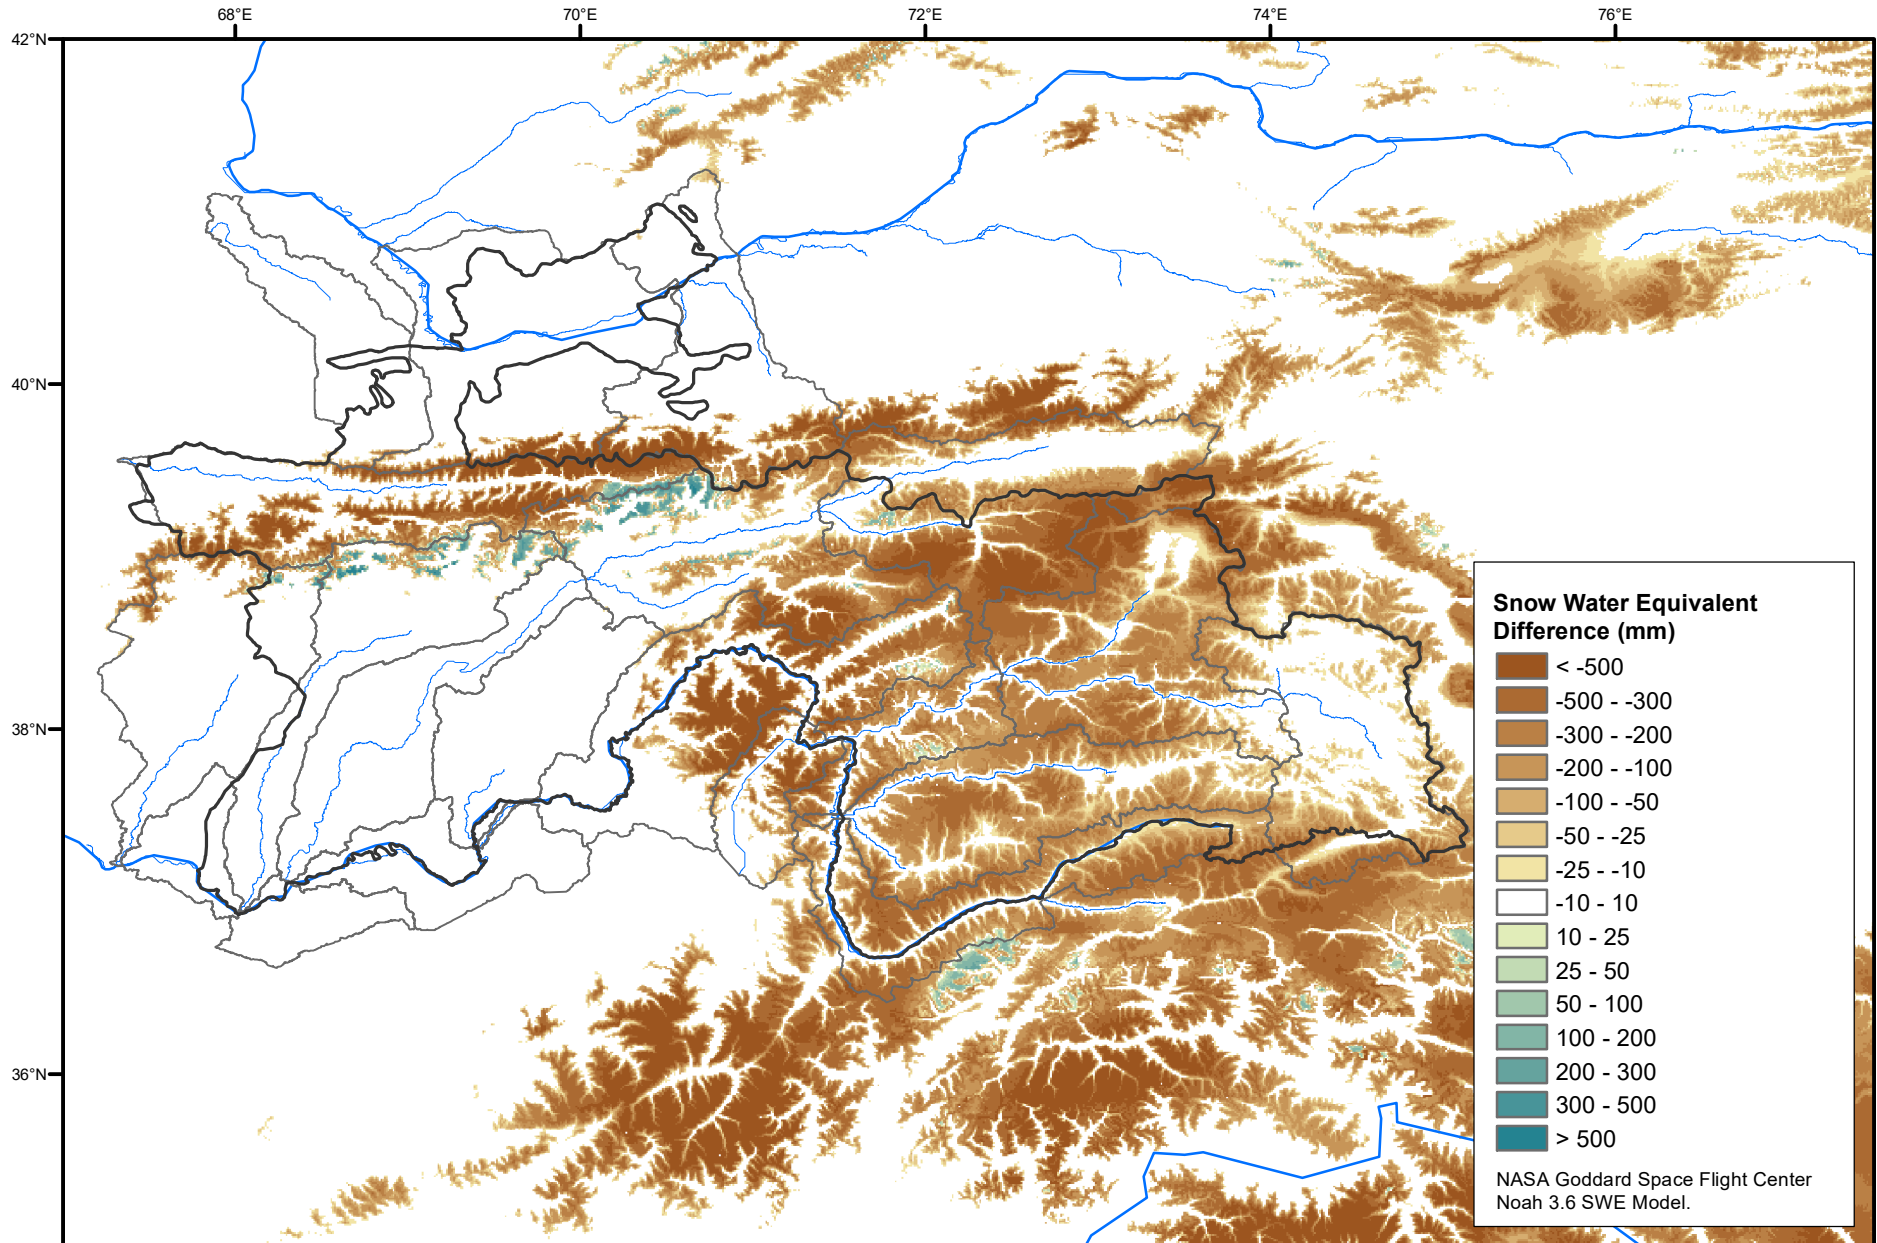 68°E
70°E
72°E
74°E
76°E
42°N
40°N
38°N
36°N
Snow Water Equivalent
Difference (mm)
< -500
-500 - -300
-300 - -200
-200 - -100
-100 - -50
-50 - -25
-25 - -10
-10 - 10
10 - 25
25 - 50
50 - 100
100 - 200
200 - 300
300 - 500
> 500
NASA Goddard Space Flight Center
Noah 3.6 SWE Model.